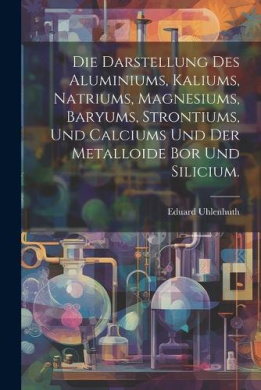 Die Darstellung Des
Aluminiums, Kaliums,
Natriums, Magnesiums,
Baryums, Strontiums,
Und Calciums Und Der
Metalloide Bor Und
Silicium.
Eduard Uhlenhuth